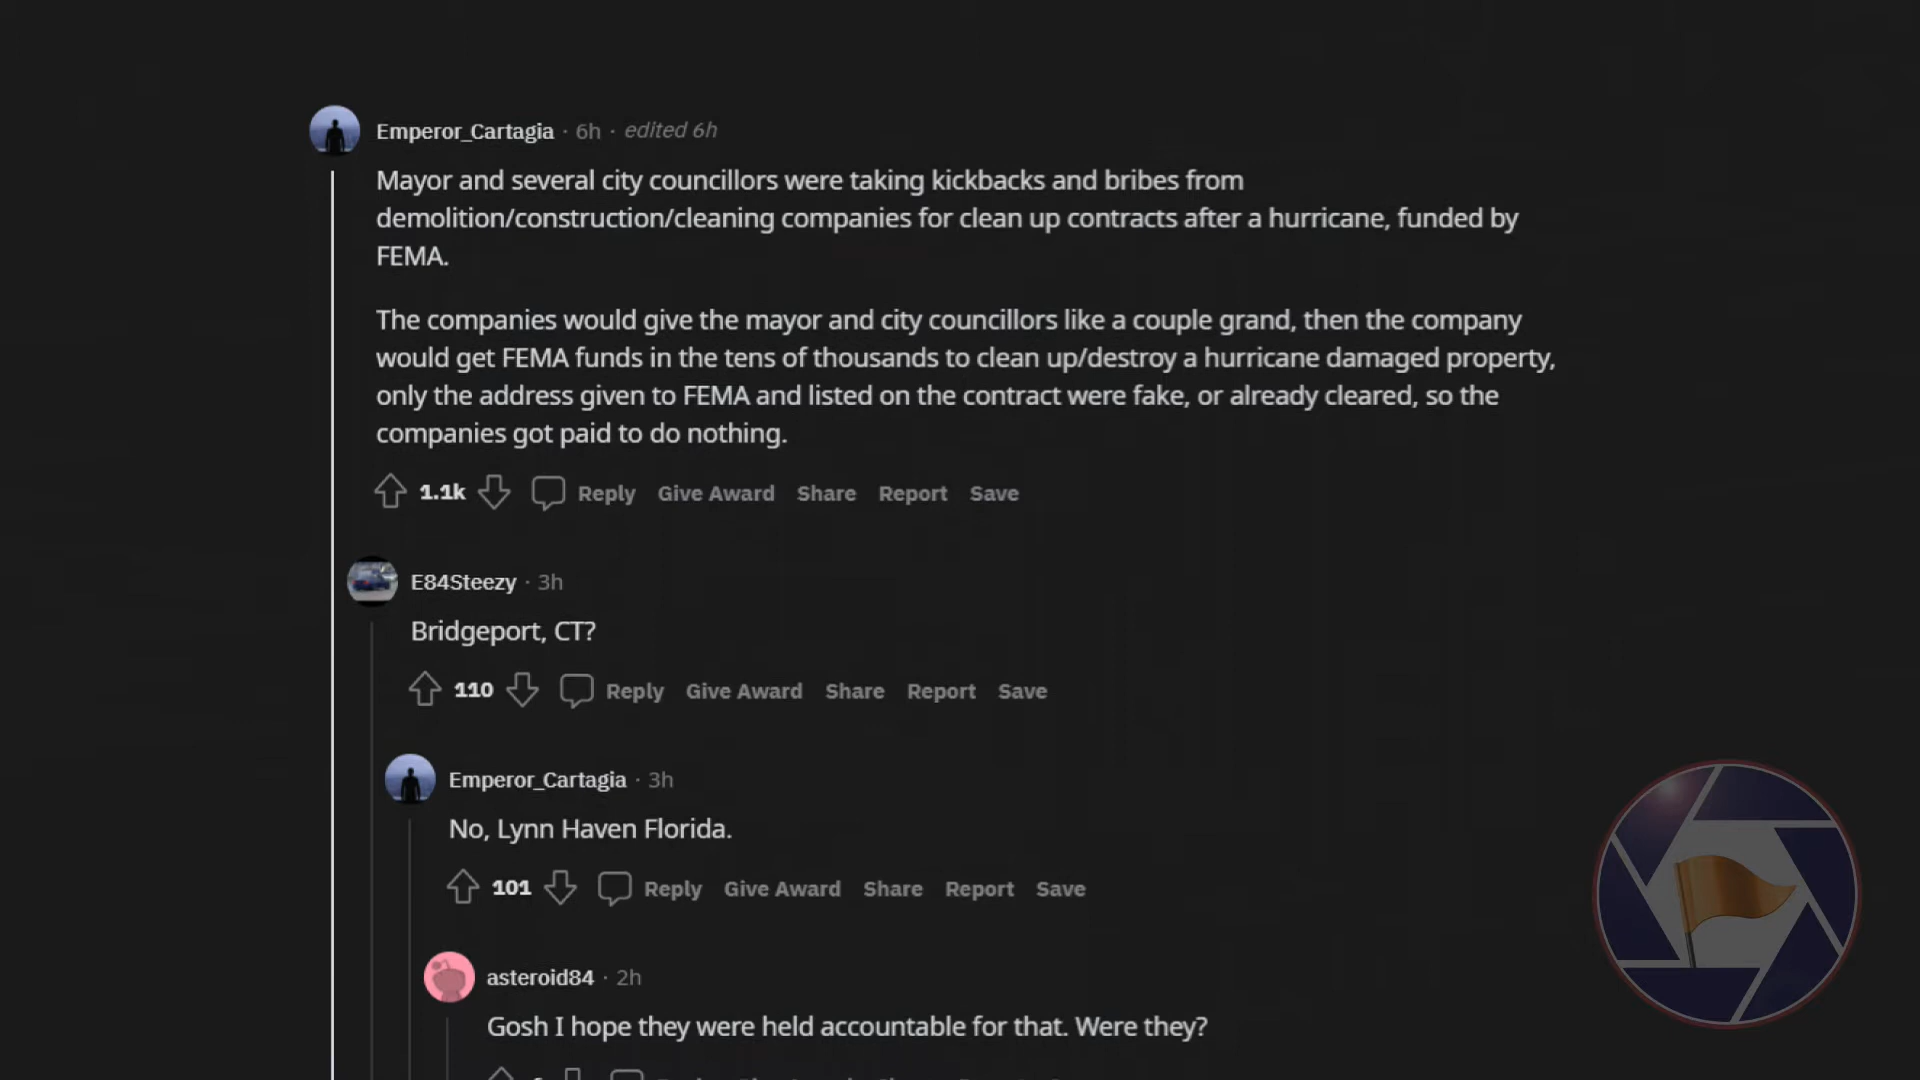 Emperor_Cartagia · 6h · edited 6h
Mayor and several city councillors were taking kickbacks and bribes from
demolition/construction/cleaning companies for clean up contracts after a hurricane, funded by
FEMA.
The companies would give the mayor and city councillors like a couple grand, then the company
would get FEMA funds in the tens of thousands to clean up/destroy a hurricane damaged property,
only the address given to FEMA and listed on the contract were fake, or already cleared, so the
companies got paid to do nothing.
1.1k Reply Give Award Share Report Save
E84Steezy · 3h
Bridgeport, CT?
110 Reply Give Award Share Report Save
Emperor_Cartagia · 3h
No, Lynn Haven Florida.
101 Reply Give Award Share Report Save
asteroid84 · 2h
Gosh I hope they were held accountable for that. Were they?